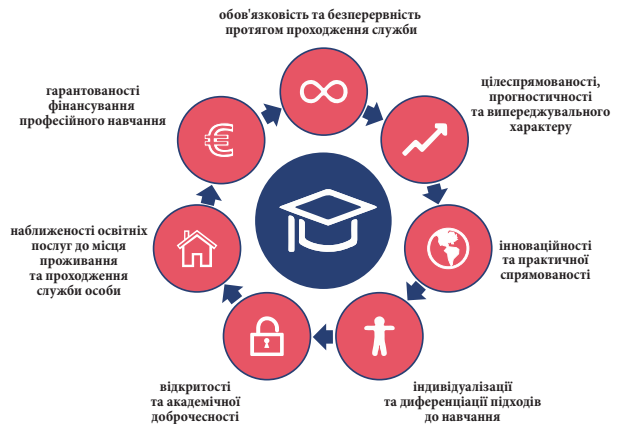 обов'язковість та безперервність
протягом проходження служби
цілеспрямованості,
прогностичності
та випереджувального
характеру
інноваційності
та практичної
спрямованості
індивідуалізації
та диференціації підходів
до навчання
відкритості
та академічної
доброчесності
наближеності освітніх
послуг до місця
проживання
та проходження
служби особи
гарантованості
фінансування
професійного навчання